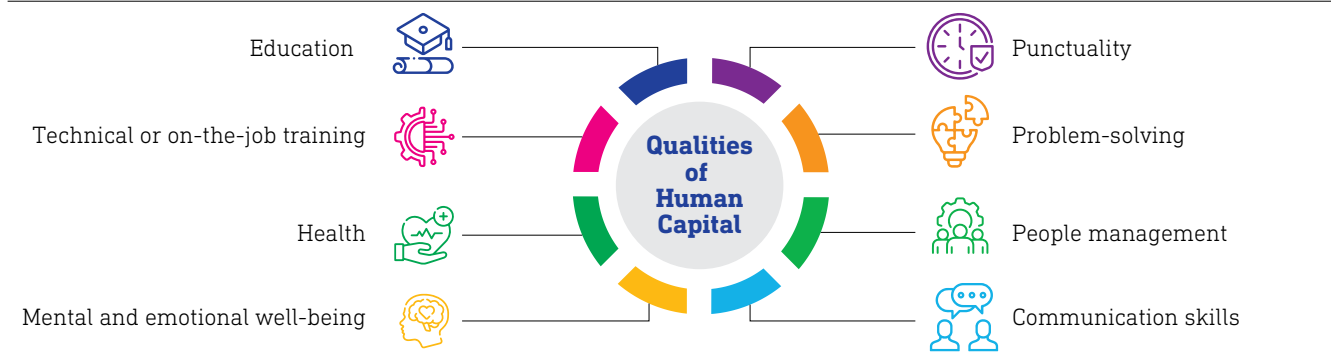 Education
Technical or on-the-job training
Health
Mental and emotional well-being
Qualities
of
Human
Capital
Punctuality
Problem-solving
People management
Communication skills